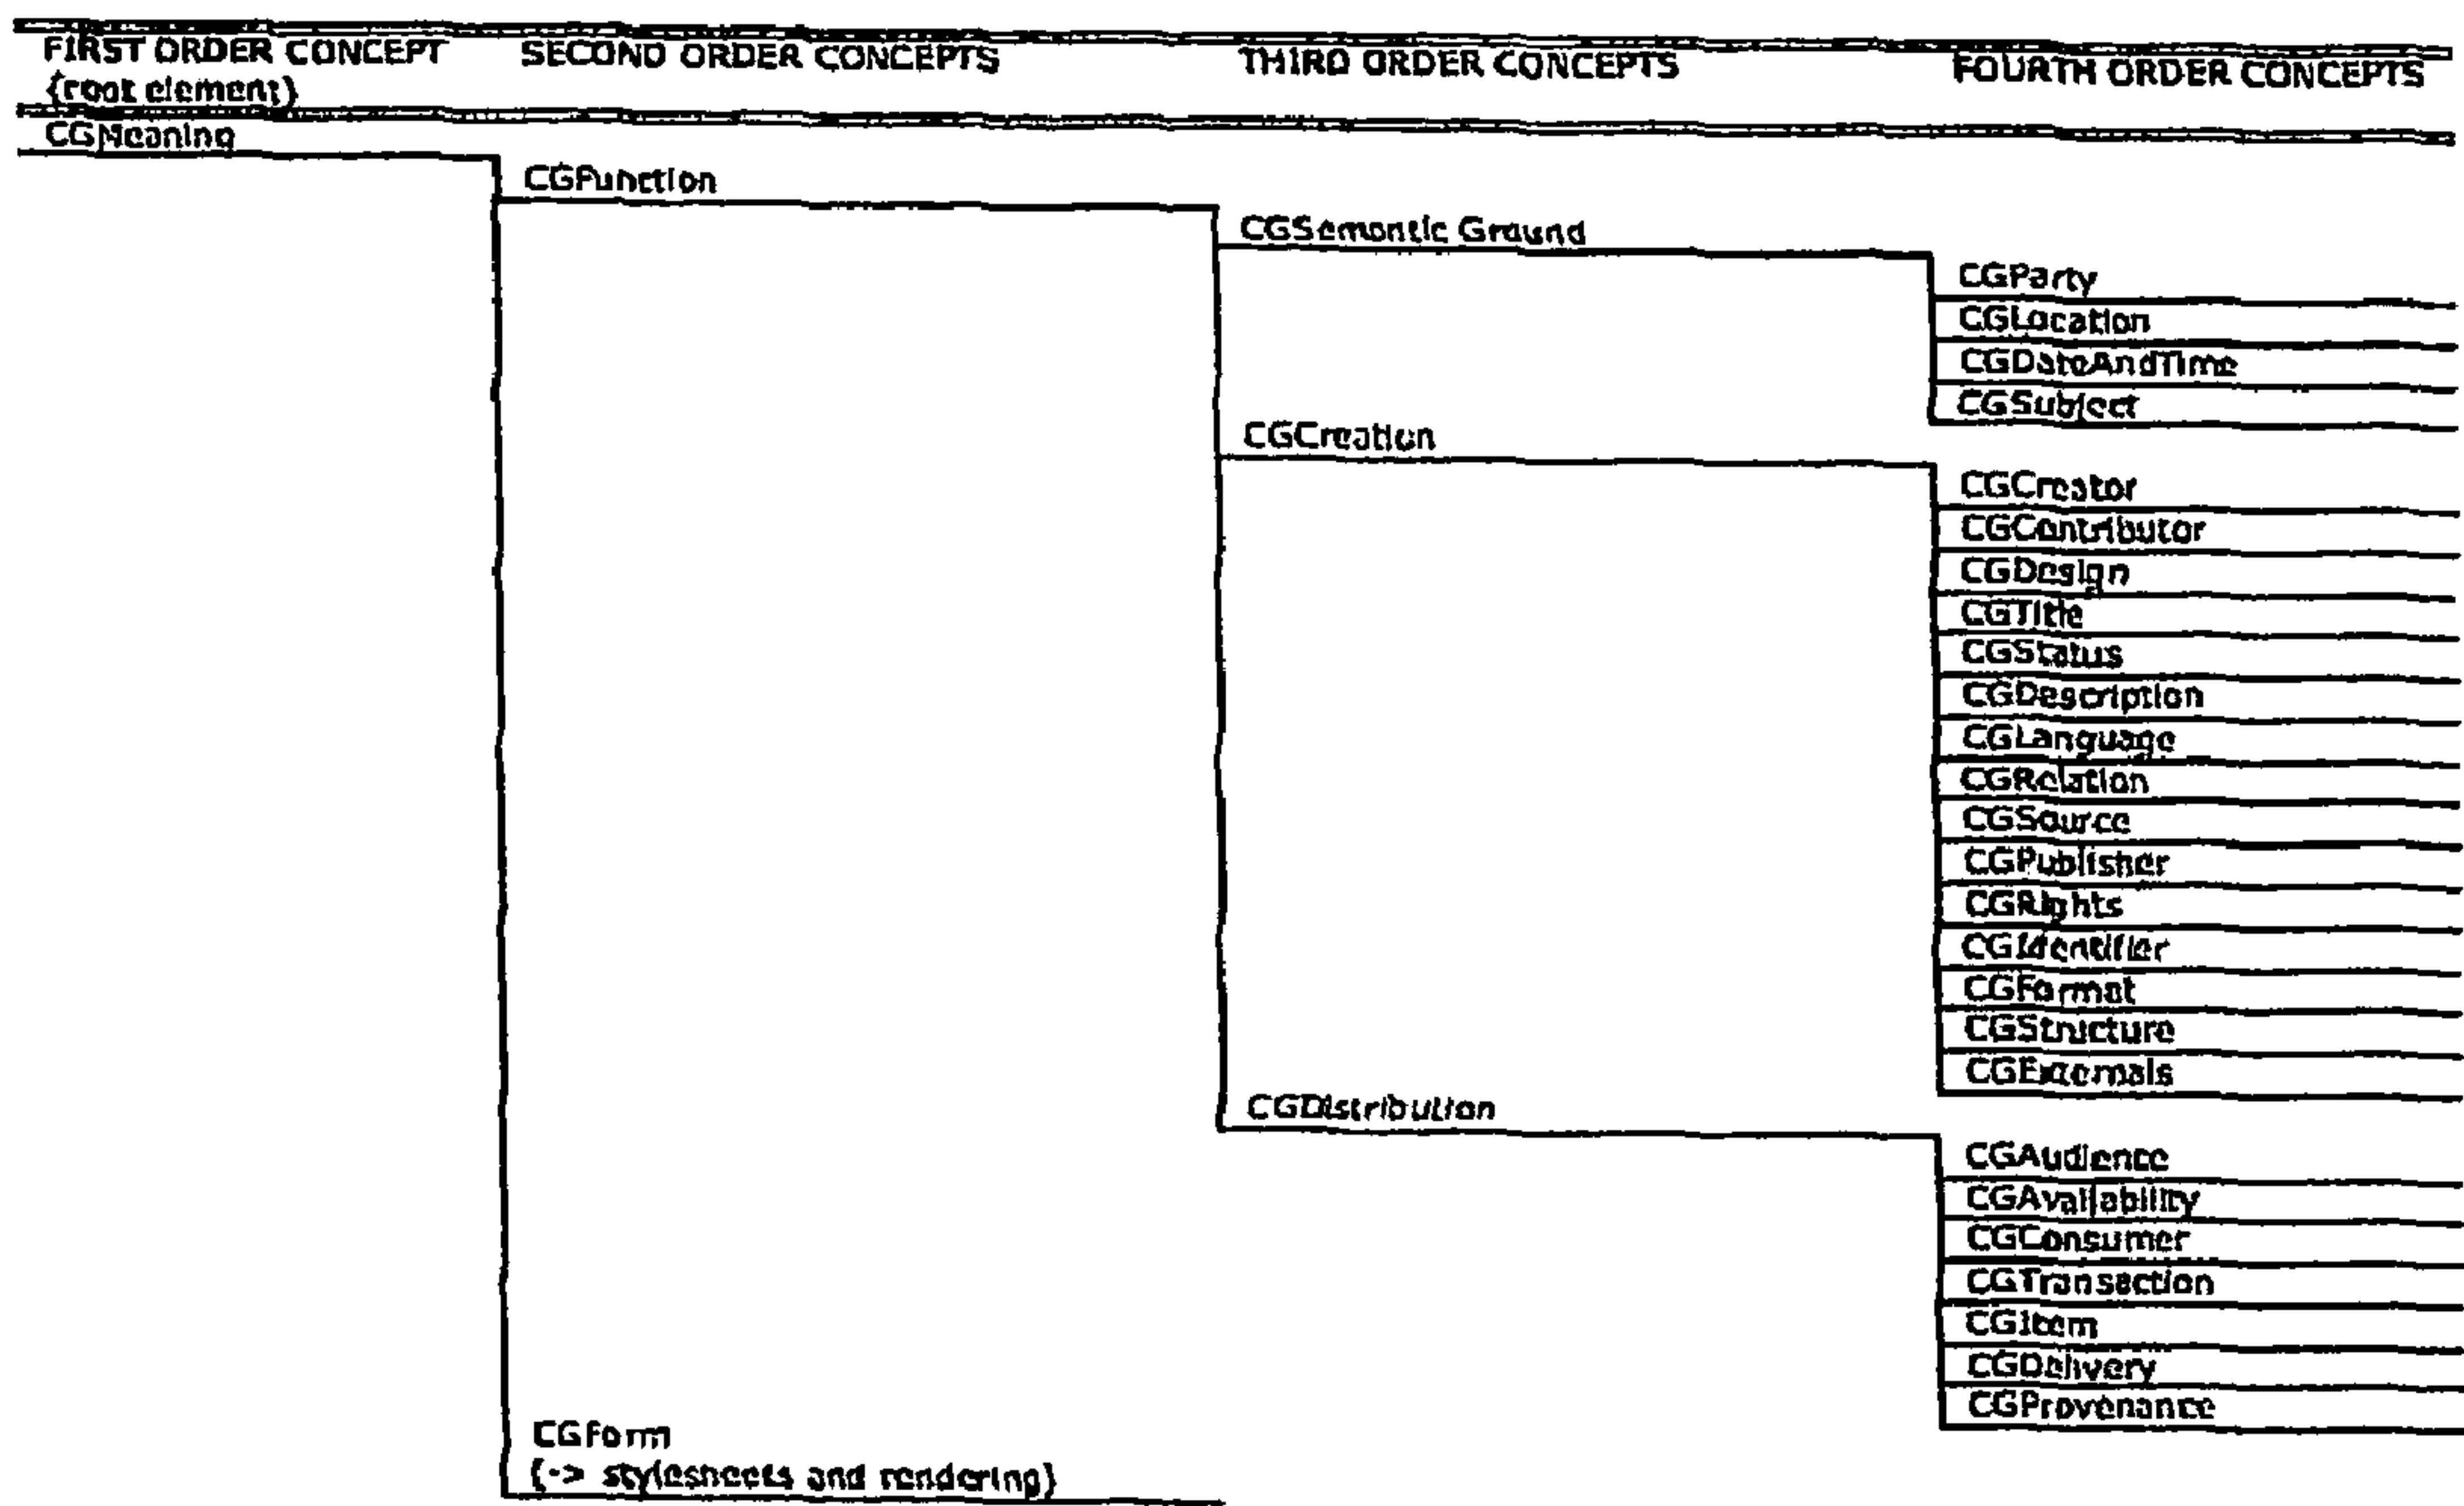 FIRST ORDER CONCEPT
(root element)
SECOND ORDER CONCEPTS
THIRD ORDER CONCEPTS
FOURTH ORDER CONCEPTS
CGMeaning
CGFunction
CGSemantic Ground
CGParty
CGLocation
CGDateAndTime
CGSubject
CGCreation
CGCreator
CGContributor
CGDesign
CGTitle
CGStatus
CGDescription
CGLanguage
CGRelation
CGSource
CGPublisher
CGRights
CGIdentifier
CGFormat
CGStructure
CGExternals
CGDistribution
CGAudience
CGAvailability
CGConsumer
CGTransaction
CGItem
CGDelivery
CGProvenance
CGForm
(-> stylesheets and rendering)